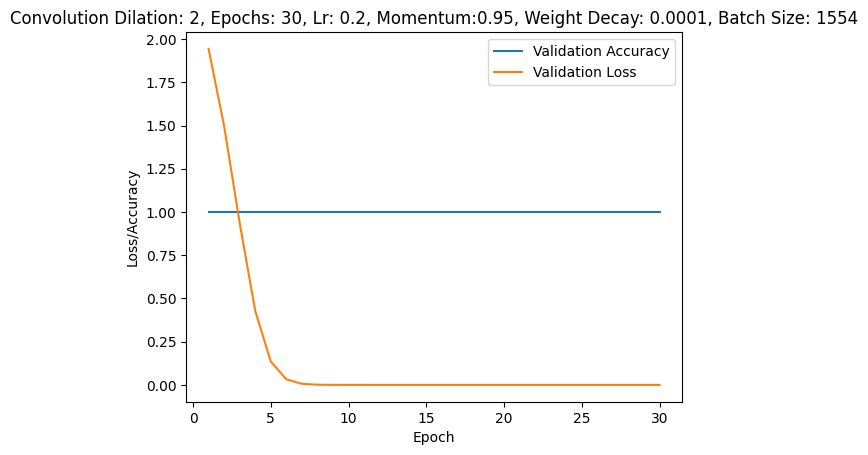 Convolution Dilation: 2, Epochs: 30, Lr: 0.2, Momentum:0.95, Weight Decay: 0.0001, Batch Size: 1554
Validation Accuracy
Validation Loss
2.00
1.75
1.50
1.25
1.00
0.75
0.50
0.25
0.00
Loss/Accuracy
0 5 10 15 20 25 30
Epoch